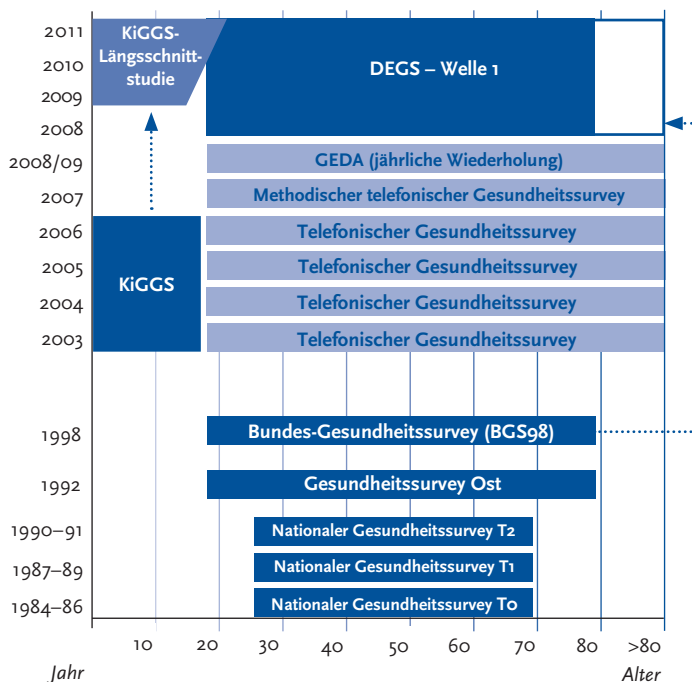 2011
KiGGS-
Längsschnitt-
studie
2010
DEGS – Welle 1
2009
2008
2008/09
GEDA (jährliche Wiederholung)
2007
Methodischer telefonischer Gesundheitssurvey
2006
Telefonischer Gesundheitssurvey
2005
Telefonischer Gesundheitssurvey
KiGGS
2004
Telefonischer Gesundheitssurvey
2003
Telefonischer Gesundheitssurvey
1998
Bundes-Gesundheitssurvey (BGS98)
1992
Gesundheitssurvey Ost
1990–91
Nationaler Gesundheitssurvey T2
1987–89
Nationaler Gesundheitssurvey T1
1984–86
Nationaler Gesundheitssurvey T0
10 20 30 40 50 60 70 80 >80
Jahr Alter